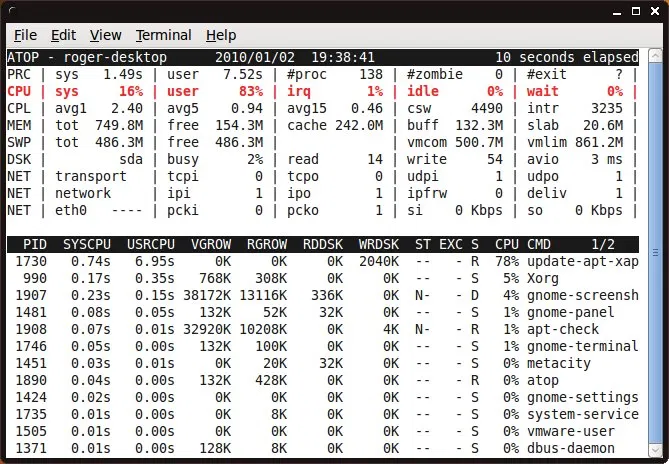 File Edit View Terminal Help
ATOP - roger-desktop 2010/01/02 19:38:41 10 seconds elapsed
PRC | sys 1.49s | user 7.52s | #proc 138 | #zombie 0 | #exit ? |
CPU | sys 16% | user 83% | irq 1% | idle 0% | wait 0% |
CPL | avg1 2.40 | avg5 0.94 | avg15 0.46 | csw 4490 | intr 3235 |
MEM | tot 749.8M | free 154.3M | cache 242.0M | buff 132.3M | slab 20.6M |
SWP | tot 486.3M | free 486.3M | | vmcom 500.7M | vmlim 861.2M |
DSK | sda | busy 2% | read 14 | write 54 | avio 3 ms |
NET | transport | tcpi 0 | tcpo 0 | udpi 1 | udpo 1 |
NET | network | ipi 1 | ipo 1 | ipfrw 0 | deliv 1 |
NET | eth0 ---- | pcki 0 | pcko 1 | si 0 Kbps | so 0 Kbps |
PID SYSCPU USRCPU VGROW RGROW RDDSK WRDSK ST EXC S CPU CMD 1/2
1730 0.74s 6.95s 0K 0K 0K 2040K -- - R 78% update-apt-xap
990 0.17s 0.35s 768K 308K 0K 0K -- - S 5% Xorg
1907 0.23s 0.15s 38172K 13116K 336K 0K N- - D 4% gnome-screensh
1481 0.08s 0.05s 132K 52K 32K 0K -- - S 1% gnome-panel
1908 0.07s 0.01s 32920K 10208K 0K 4K N- - R 1% apt-check
1746 0.05s 0.00s 132K 100K 0K 0K -- - S 1% gnome-terminal
1451 0.03s 0.01s 0K 20K 32K 0K -- - S 0% metacity
1890 0.04s 0.00s 132K 428K 0K 0K -- - R 0% atop
1424 0.02s 0.00s 0K 0K 0K 0K -- - S 0% gnome-settings
1735 0.01s 0.00s 0K 8K 0K 0K -- - S 0% system-service
1505 0.01s 0.00s 0K 0K 0K 0K -- - S 0% vmware-user
1371 0.01s 0.00s 128K 8K 0K 0K -- - S 0% dbus-daemon